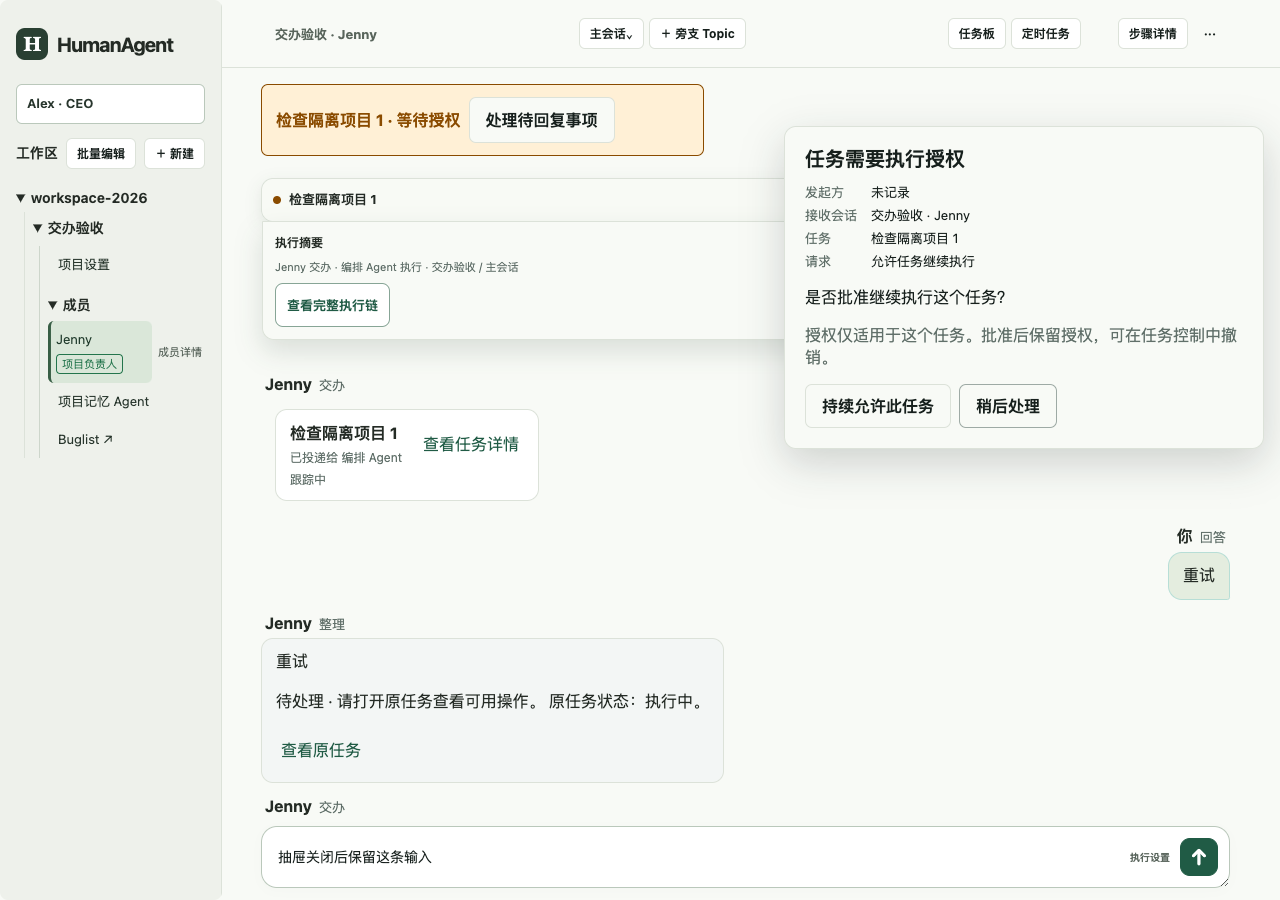 H HumanAgent
Alex · CEO
工作区 批量编辑 + 新建
▼ workspace-2026
▼ 交办验收
项目设置
▼ 成员
Jenny
项目负责人
成员详情
项目记忆 Agent
Buglist ↗
交办验收 · Jenny
主会话⌄ + 旁支 Topic
任务板 定时任务 步骤详情 ···
检查隔离项目 1 · 等待授权 处理待回复事项
检查隔离项目 1
执行摘要
Jenny 交办 · 编排 Agent 执行 · 交办验收 / 主会话
查看完整执行链
任务需要执行授权
发起方 未记录
接收会话 交办验收 · Jenny
任务 检查隔离项目 1
请求 允许任务继续执行
是否批准继续执行这个任务?
授权仅适用于这个任务。批准后保留授权，可在任务控制中撤
销。
持续允许此任务 稍后处理
Jenny 交办
检查隔离项目 1
已投递给 编排 Agent
跟踪中
查看任务详情
你 回答
重试
Jenny 整理
重试
待处理 · 请打开原任务查看可用操作。 原任务状态：执行中。
查看原任务
Jenny 交办
抽屉关闭后保留这条输入
执行设置